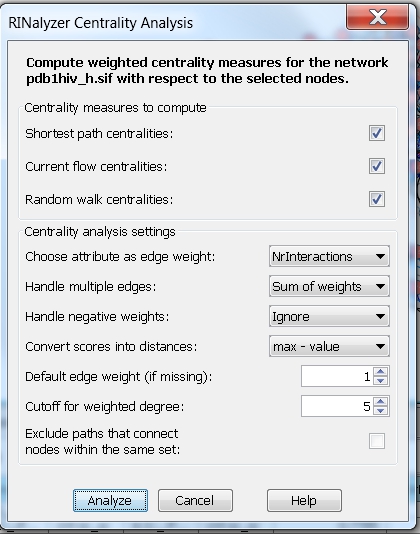 RINalyzer Centrality Analysis
Compute weighted centrality measures for the network
pdb1hiv_h.sif with respect to the selected nodes.
Centrality measures to compute
Shortest path centralities:
Current flow centralities:
Random walk centralities:
Centrality analysis settings
Choose attribute as edge weight: NrInteractions
Handle multiple edges: Sum of weights
Handle negative weights: Ignore
Convert scores into distances: max - value
Default edge weight (if missing): 1
Cutoff for weighted degree: 5
Exclude paths that connect
nodes within the same set:
Analyze Cancel Help